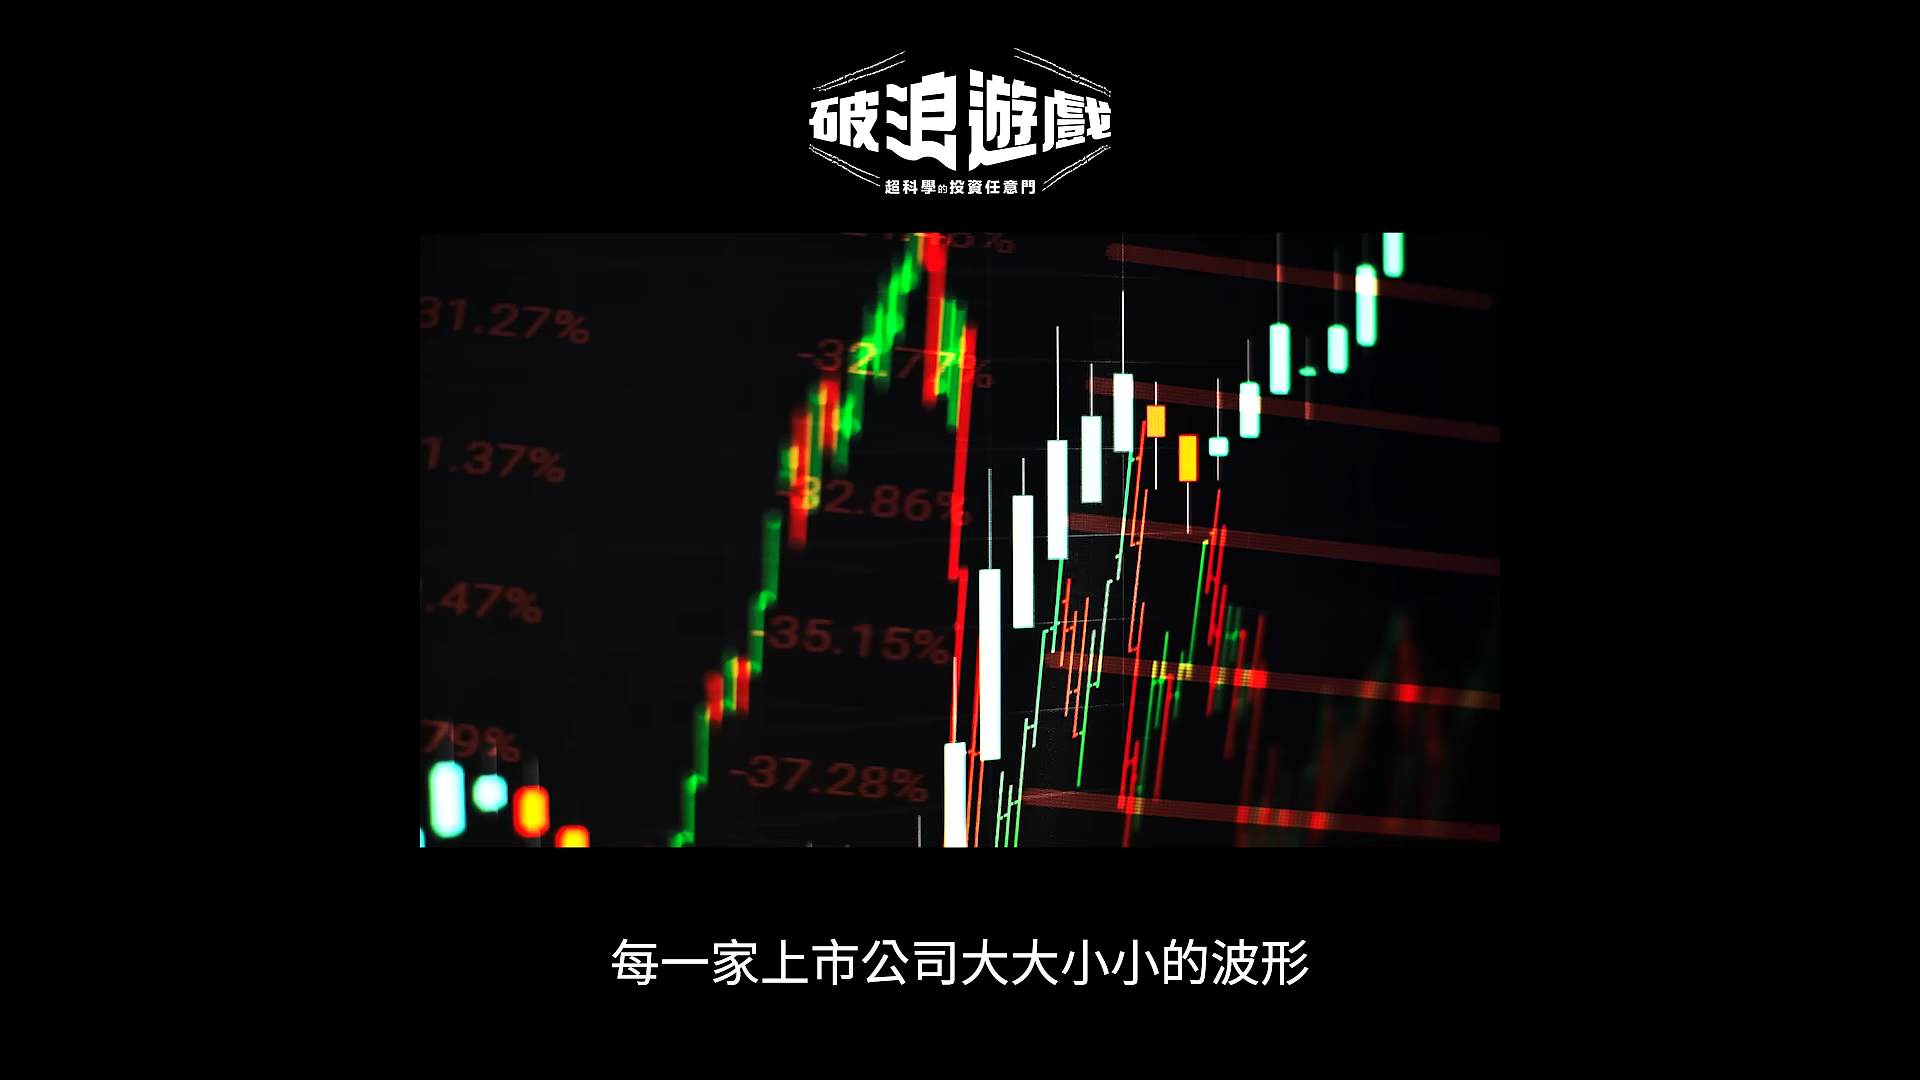 破浪遊戲
超科學的投資任意門
31.27%
-32.77%
1.37%
-32.86%
.47%
-35.15%
79%
-37.28%
每一家上市公司大大小小的波形